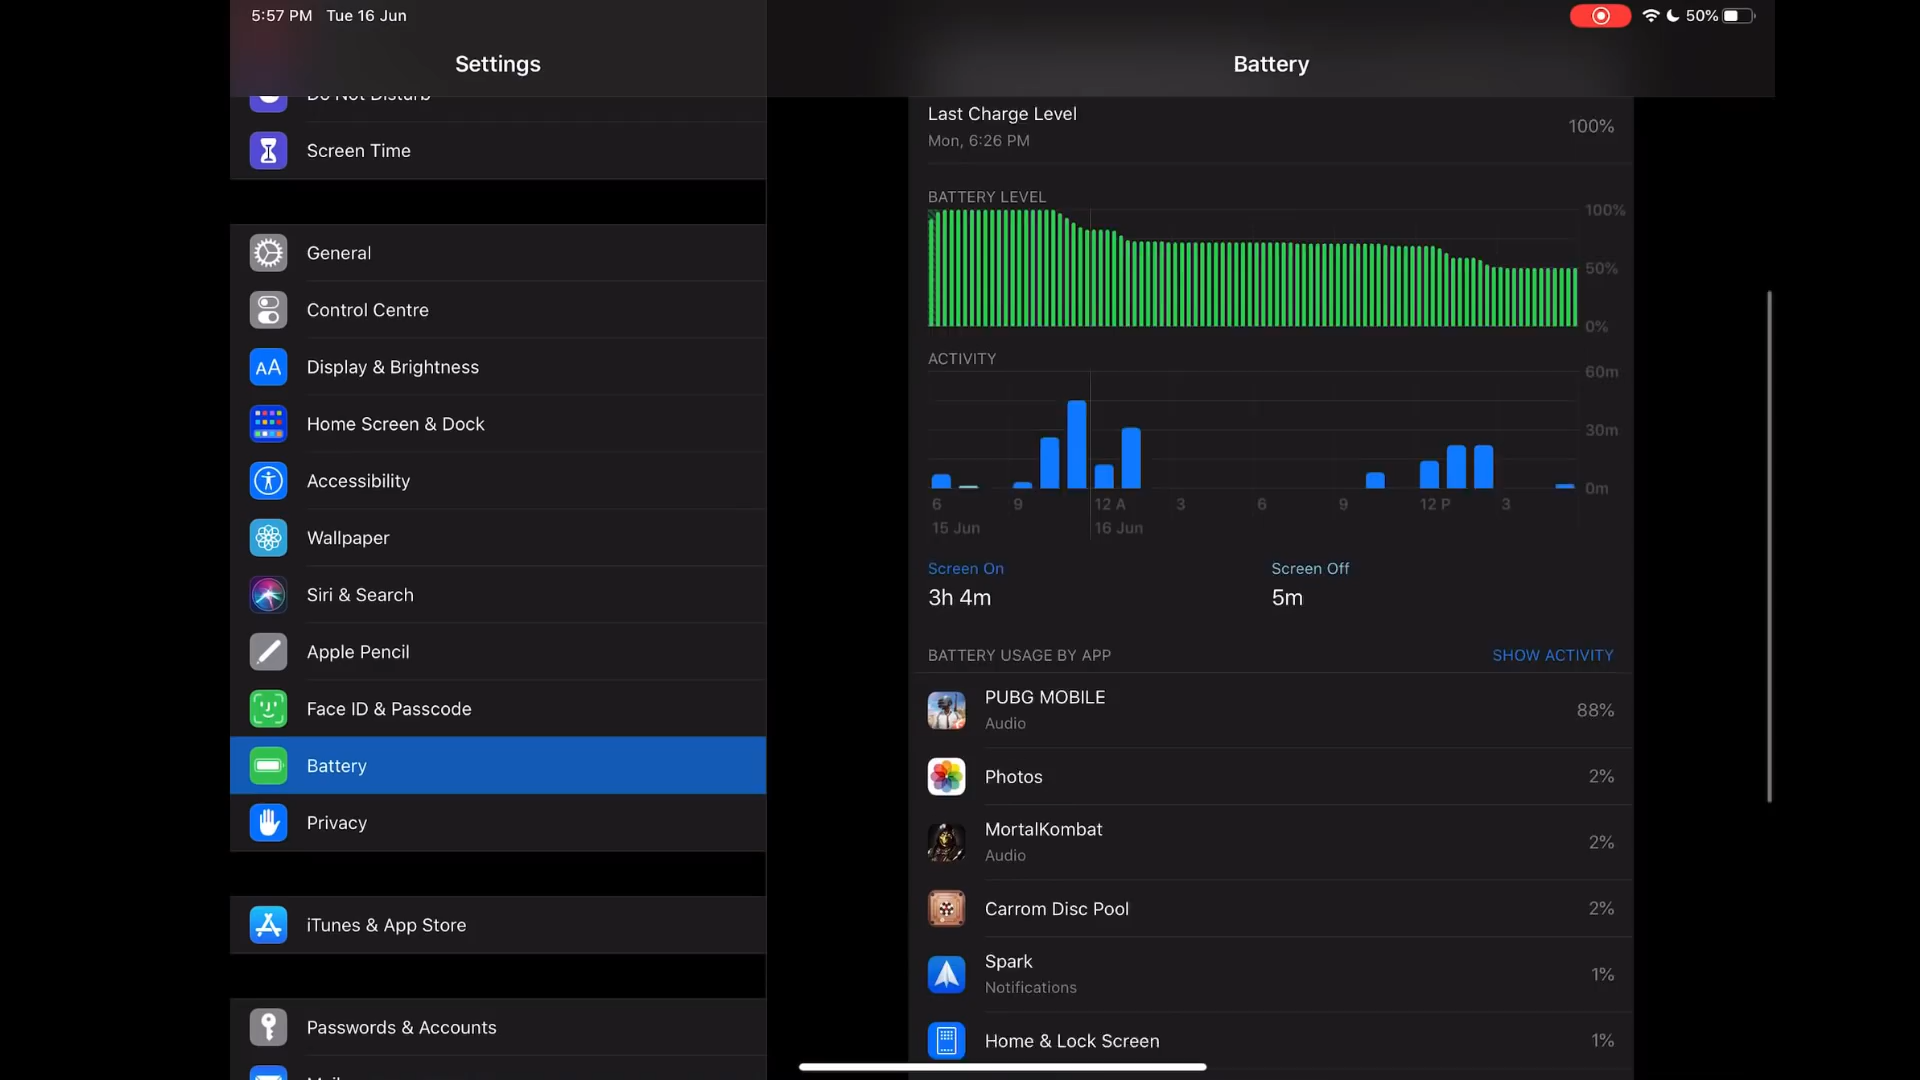 5:57 PM Tue 16 Jun
50%
Settings
Battery
Do Not Disturb
Screen Time
General
Control Centre
AA
Display & Brightness
Home Screen & Dock
Accessibility
Wallpaper
Siri & Search
Apple Pencil
Face ID & Passcode
Battery
Privacy
iTunes & App Store
Passwords & Accounts
Last Charge Level
Mon, 6:26 PM
100%
BATTERY LEVEL
100%
50%
0%
ACTIVITY
60m
30m
0m
6 9 12 A 3 6 9 12 P 3
15 Jun 16 Jun
Screen On Screen Off
3h 4m 5m
BATTERY USAGE BY APP SHOW ACTIVITY
PUBG MOBILE
Audio
88%
Photos 2%
MortalKombat
Audio
2%
Carrom Disc Pool 2%
Spark
Notifications
1%
Home & Lock Screen 1%